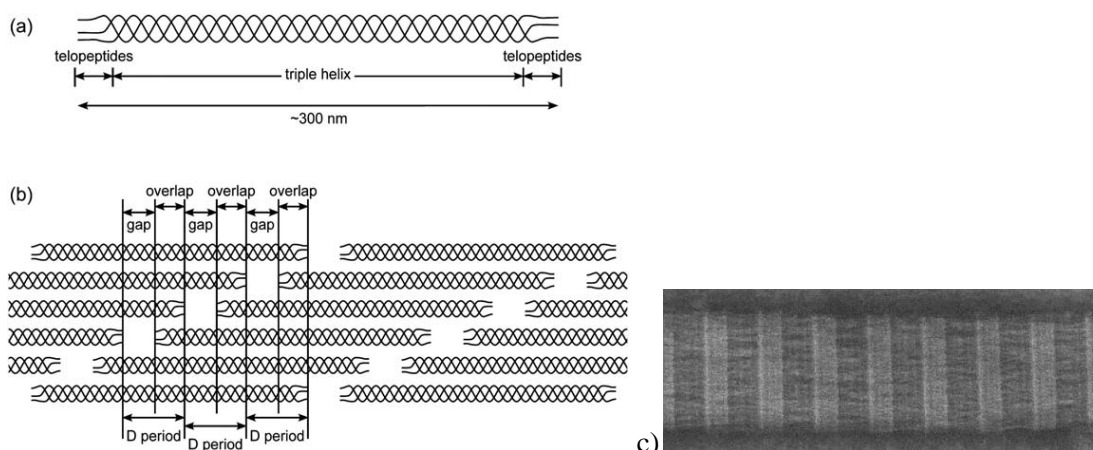 (a)
telopeptides telopeptides
triple helix
~300 nm
(b)
overlap overlap overlap
gap gap gap
D period D period D period
c)